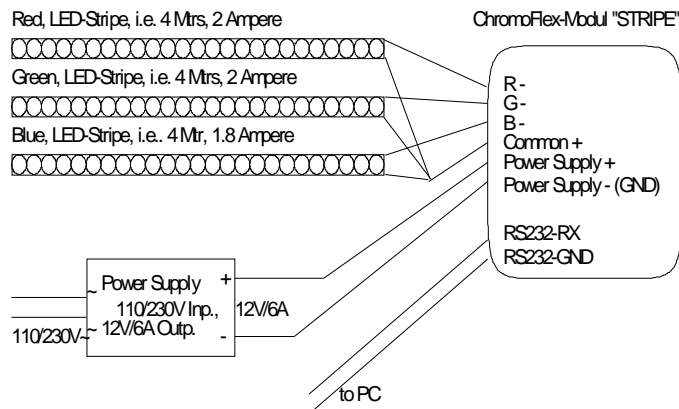 Red, LED-Stripe, i.e. 4 Mtrs, 2 Ampere
ChromoFlex-Modul "STRIPE"
Green, LED-Stripe, i.e. 4 Mtrs, 2 Ampere
Blue, LED-Stripe, i.e.. 4 Mtr, 1.8 Ampere
R -
G -
B -
Common +
Power Supply +
Power Supply - (GND)
RS232-RX
RS232-GND
~ Power Supply +
110/230V Inp., 12V/6A
110/230V~ ~ 12V/6A Outp. -
to PC